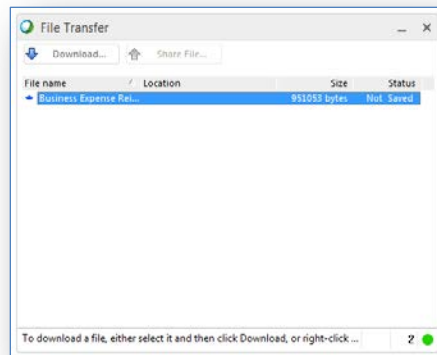 File Transfer
Download... Share File...
File name / Location Size Status
Business Expense Rei... 951053 bytes Not Saved
To download a file, either select it and then click Download, or right-click ... 2